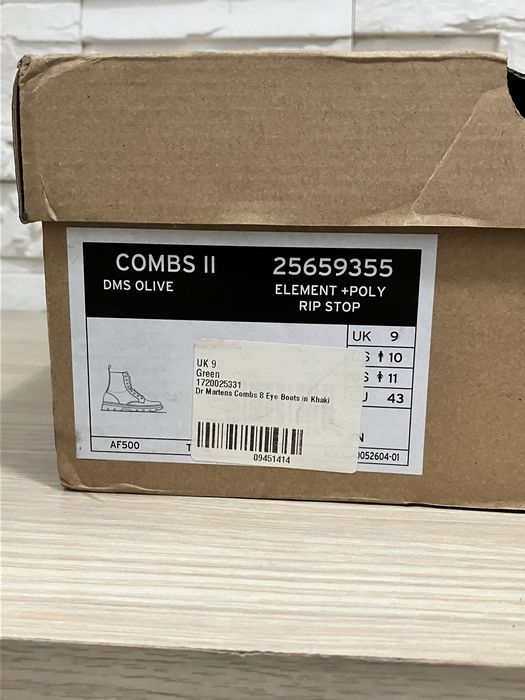 COMBS II 25659355
DMS OLIVE ELEMENT +POLY
RIP STOP
UK 9
S 10
S 11
U 43
UK 9
Green
1720025331
Dr Martens Combs 8 Eye Boots in Khaki
09451414
AF500 T
N
0052604-01